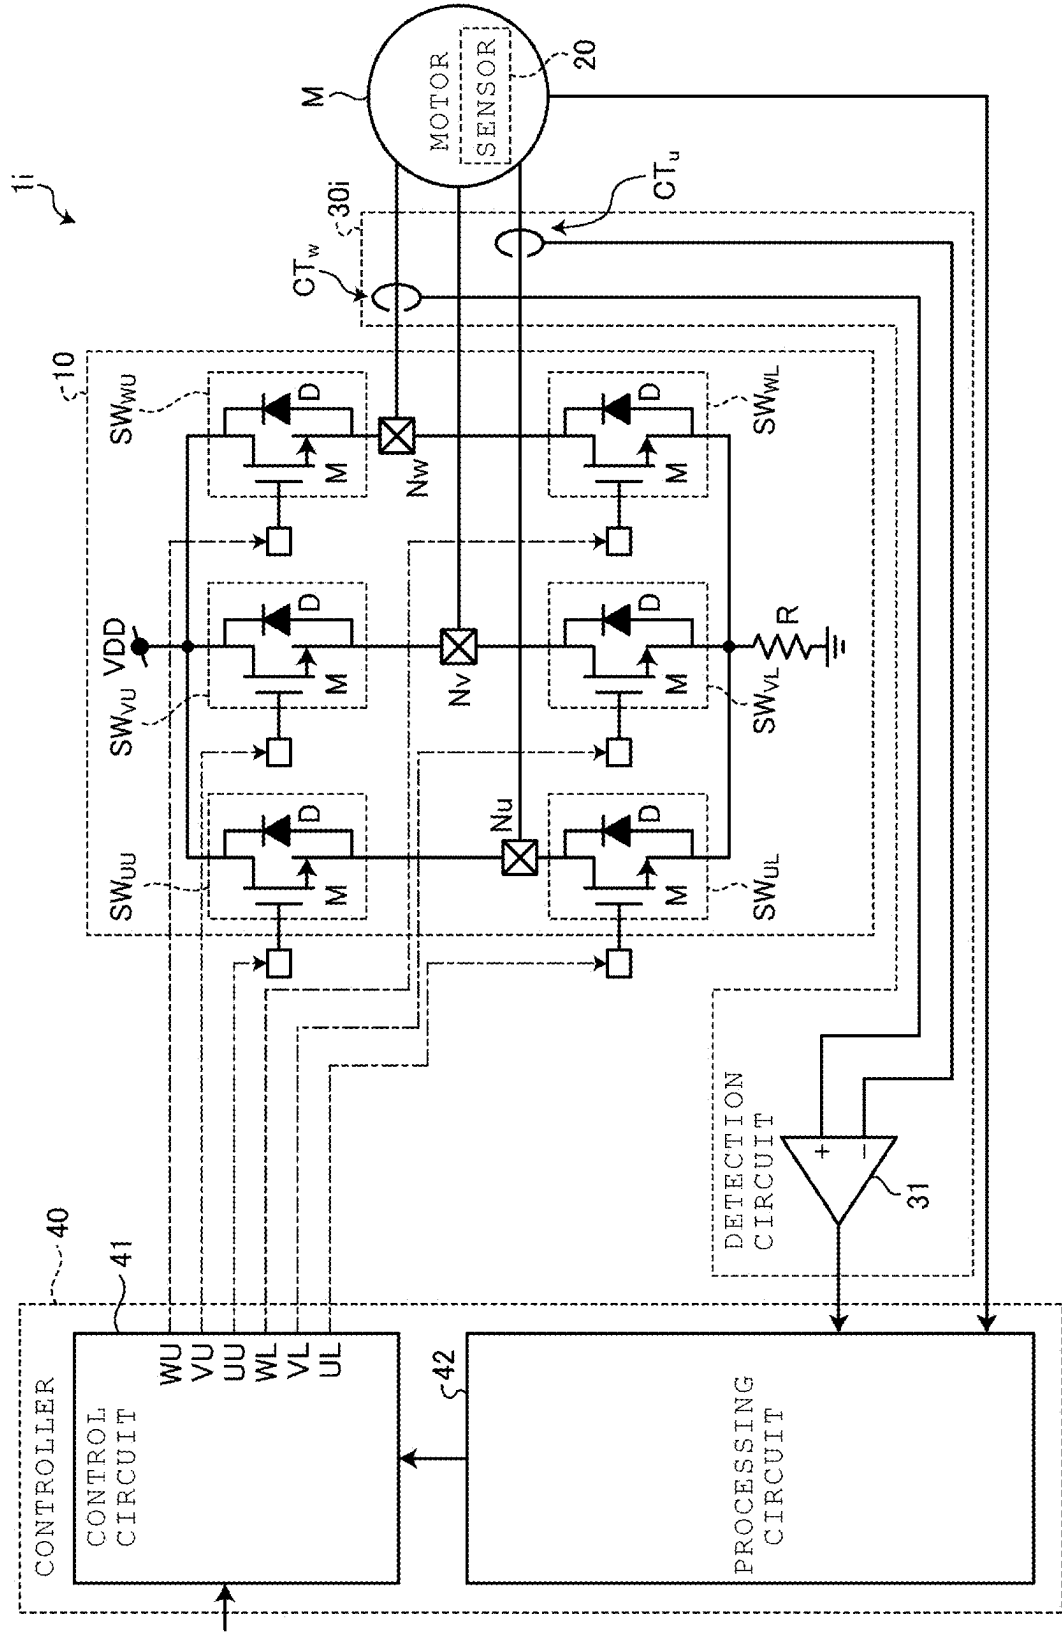 1i
CONTROLLER
40
CONTROL
CIRCUIT
41
WU
VU
UU
WL
VL
UL
PROCESSING
CIRCUIT
42
10
VDD
SWUU
M
D
SWVU
M
D
SWWU
M
D
Nu
Nv
Nw
SWUL
M
D
SWVL
M
D
SWWL
M
D
R
DETECTION
CIRCUIT
31
+
−
30i
CTw
CTu
M
MOTOR
SENSOR
20